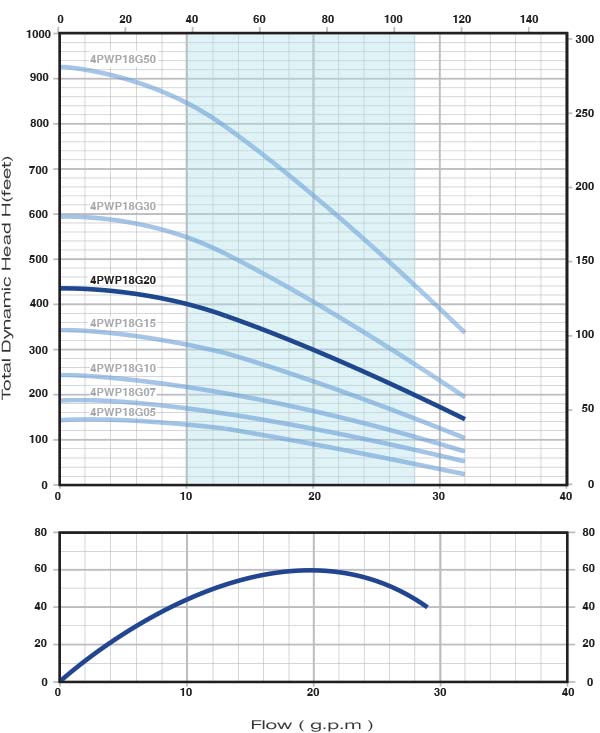 0 20 40 60 80 100 120 140
1000 300
4PWP18G50
900
250
800
700
200
4PWP18G30
600
500 150
4PWP18G20
400
4PWP18G15
100
300
4PWP18G10
4PWP18G07
200
4PWP18G05
50
100
0 0
0 10 20 30 40
Total Dynamic Head H(feet)
80 80
60 60
40 40
20 20
0 0
0 10 20 30 40
Flow ( g.p.m )